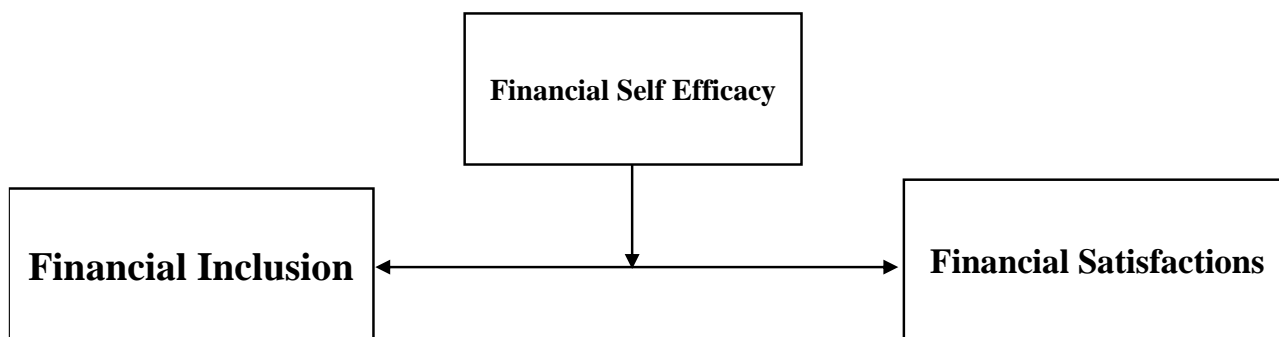 Financial Self Efficacy
Financial Inclusion
Financial Satisfactions